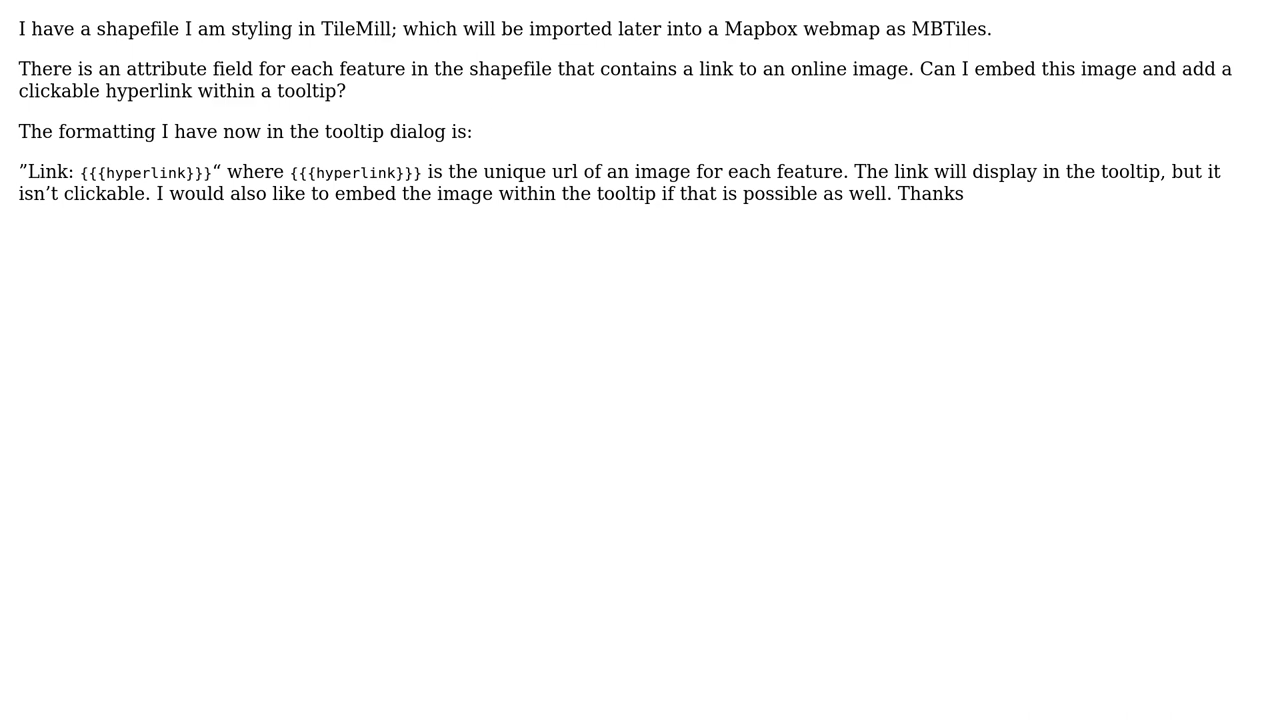 I have a shapefile I am styling in TileMill; which will be imported later into a Mapbox webmap as MBTiles.
There is an attribute field for each feature in the shapefile that contains a link to an online image. Can I embed this image and add a
clickable hyperlink within a tooltip?
The formatting I have now in the tooltip dialog is:
”Link: {{{hyperlink}}}“ where {{{hyperlink}}} is the unique url of an image for each feature. The link will display in the tooltip, but it
isn’t clickable. I would also like to embed the image within the tooltip if that is possible as well. Thanks